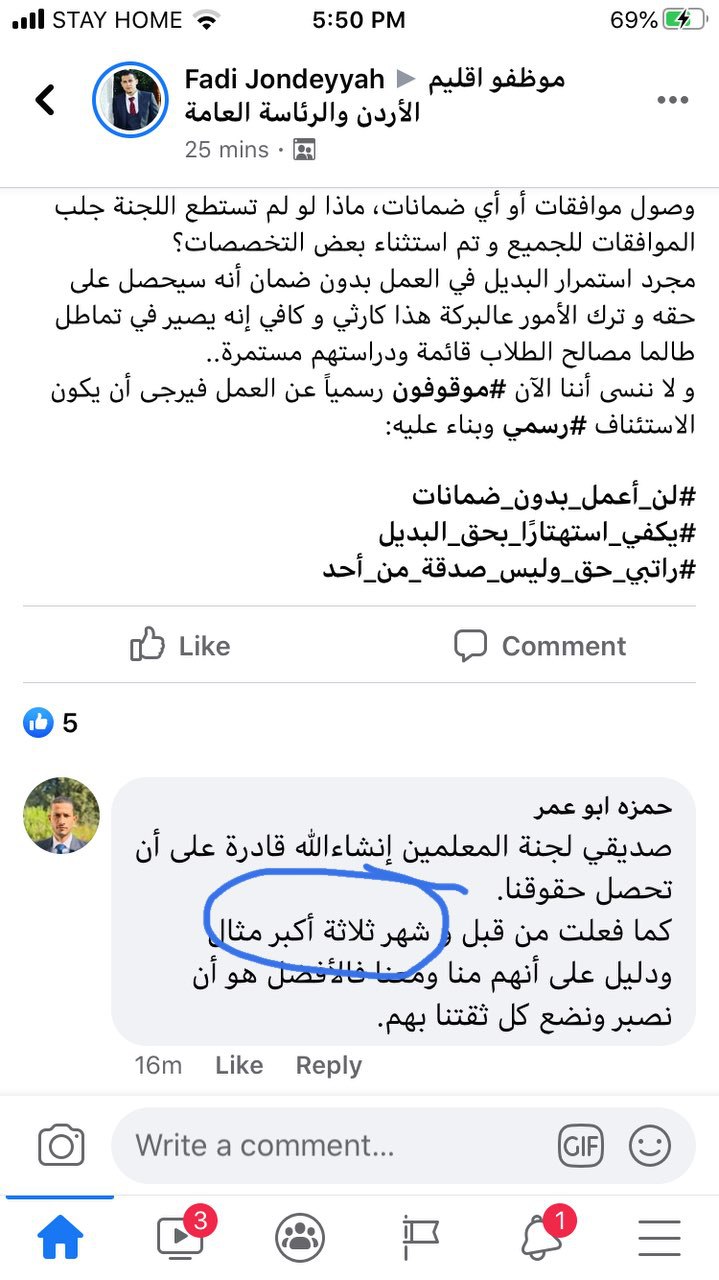 STAY HOME
5:50 PM
69%
Fadi Jondeyyah ▶ موظفو اقليم
الأردن والرئاسة العامة
25 mins ·
وصول موافقات أو أي ضمانات، ماذا لو لم تستطع اللجنة جلب
الموافقات للجميع و تم استثناء بعض التخصصات؟
مجرد استمرار البديل في العمل بدون ضمان أنه سيحصل على
حقه و ترك الأمور عالبركة هذا كارثي و كافي إنه يصير في تماطل
طالما مصالح الطلاب قائمة ودراستهم مستمرة..
و لا ننسى أننا الآن #موقوفون رسمياً عن العمل فيرجى أن يكون
الاستئناف #رسمي وبناء عليه:
#لن_أعمل_بدون_ضمانات
#يكفي_استهتارًا_بحق_البديل
#راتبي_حق_وليس_صدقة_من_أحد
Like
Comment
5
حمزه ابو عمر
صديقي لجنة المعلمين إنشاءالله قادرة على أن
تحصل حقوقنا.
كما فعلت من قبل و شهر ثلاثة أكبر مثال
ودليل على أنهم منا ومعنا فالأفضل هو أن
نصبر ونضع كل ثقتنا بهم.
16m Like Reply
Write a comment...
GIF
3
1